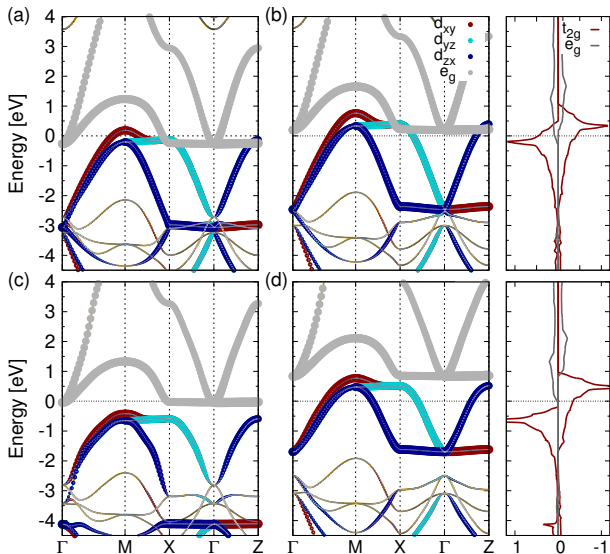 (a)
(b)
d_xy
d_yz
d_zx
e_g
t_2g
e_g
Energy [eV]
4
3
2
1
0
-1
-2
-3
-4
(c)
(d)
Energy [eV]
4
3
2
1
0
-1
-2
-3
-4
Γ M X Γ Z
Γ M X Γ Z
1 0 -1